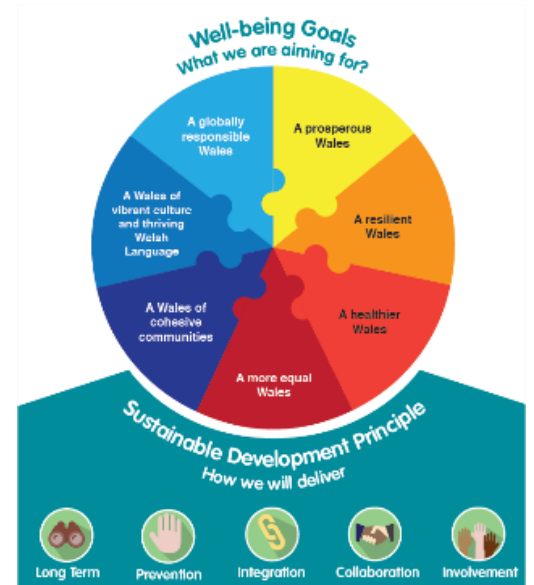 Well-being Goals
What we are aiming for?
A prosperous
Wales
A resilient
Wales
A healthier
Wales
A more equal
Wales
A Wales of
cohesive
communities
A Wales of
vibrant culture
and thriving
Welsh
Language
A globally
responsible
Wales
Sustainable Development Principle
How we will deliver
Long Term
Prevention
Integration
Collaboration
Involvement